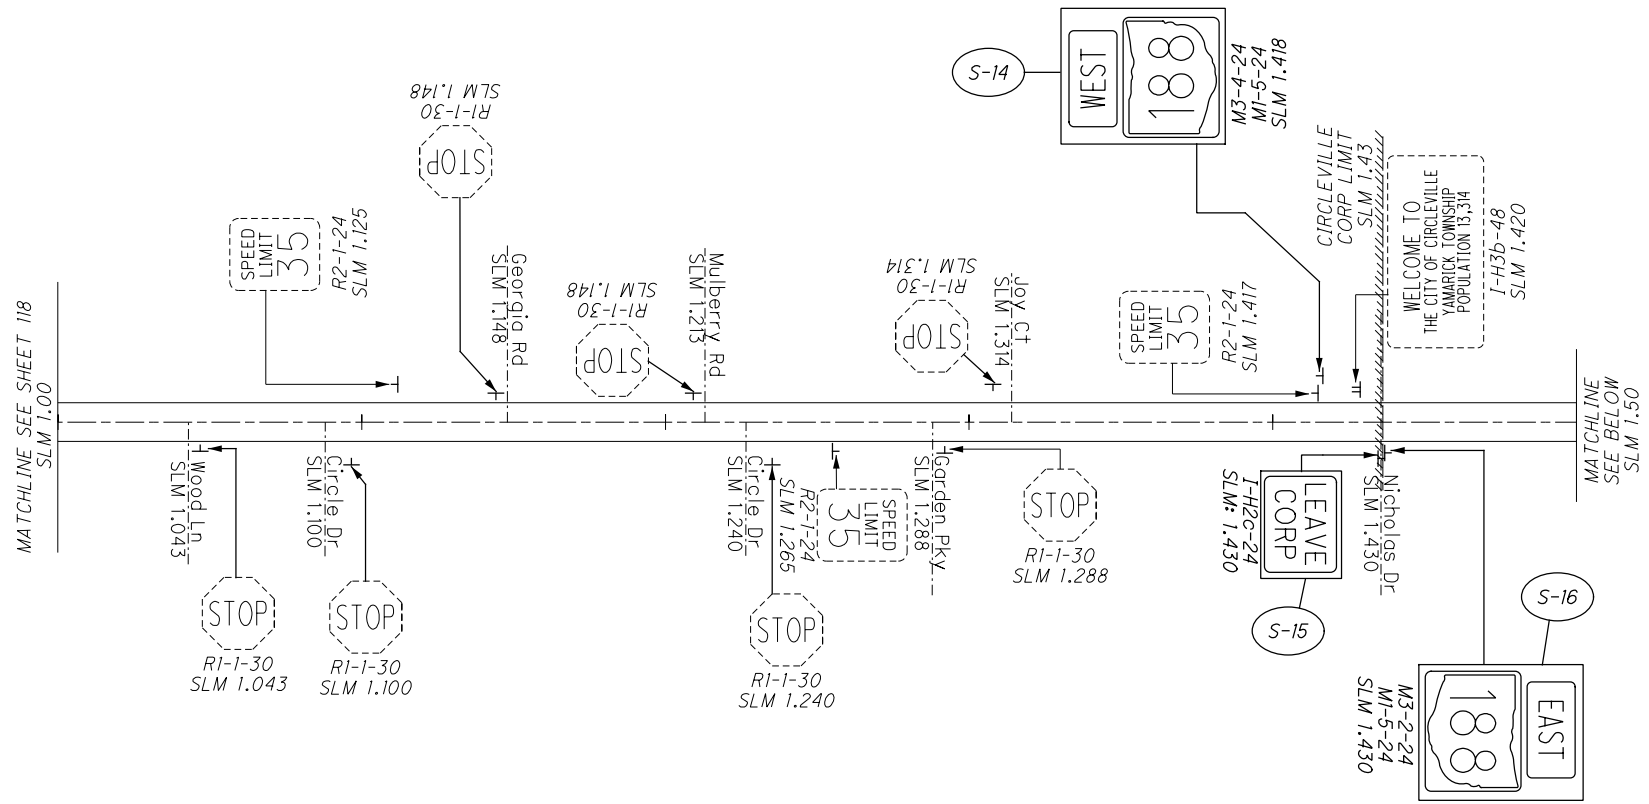 S-14
WEST
188
M3-4-24
M1-5-24
SLM 1.418
CIRCLEVILLE
CORP LIMIT
SLM 1.43
WELCOME TO
THE CITY OF CIRCLEVILLE
YAMARICK TOWNSHIP
POPULATION 13,314
I-H3b-48
SLM 1.420
R1-1-30
SLM 1.148
STOP
SPEED
LIMIT
35
R2-1-24
SLM 1.125
Georgia Rd
SLM 1.148
R1-1-30
SLM 1.148
STOP
Mulberry Rd
SLM 1.213
R1-1-30
SLM 1.314
STOP
Joy Ct
SLM 1.314
SPEED
LIMIT
35
R2-1-24
SLM 1.417
MATCHLINE SEE SHEET 118
SLM 1.00
MATCHLINE
SEE BELOW
SLM 1.50
Wood Ln
SLM 1.043
STOP
R1-1-30
SLM 1.043
Circle Dr
SLM 1.100
STOP
R1-1-30
SLM 1.100
Circle Dr
SLM 1.240
STOP
R1-1-30
SLM 1.240
SPEED
LIMIT
35
R2-1-24
SLM 1.265
Garden Pky
SLM 1.288
STOP
R1-1-30
SLM 1.288
LEAVE
CORP
I-H2c-24
SLM: 1.430
S-15
Nicholas Dr
SLM 1.430
S-16
EAST
188
M3-2-24
M1-5-24
SLM 1.430